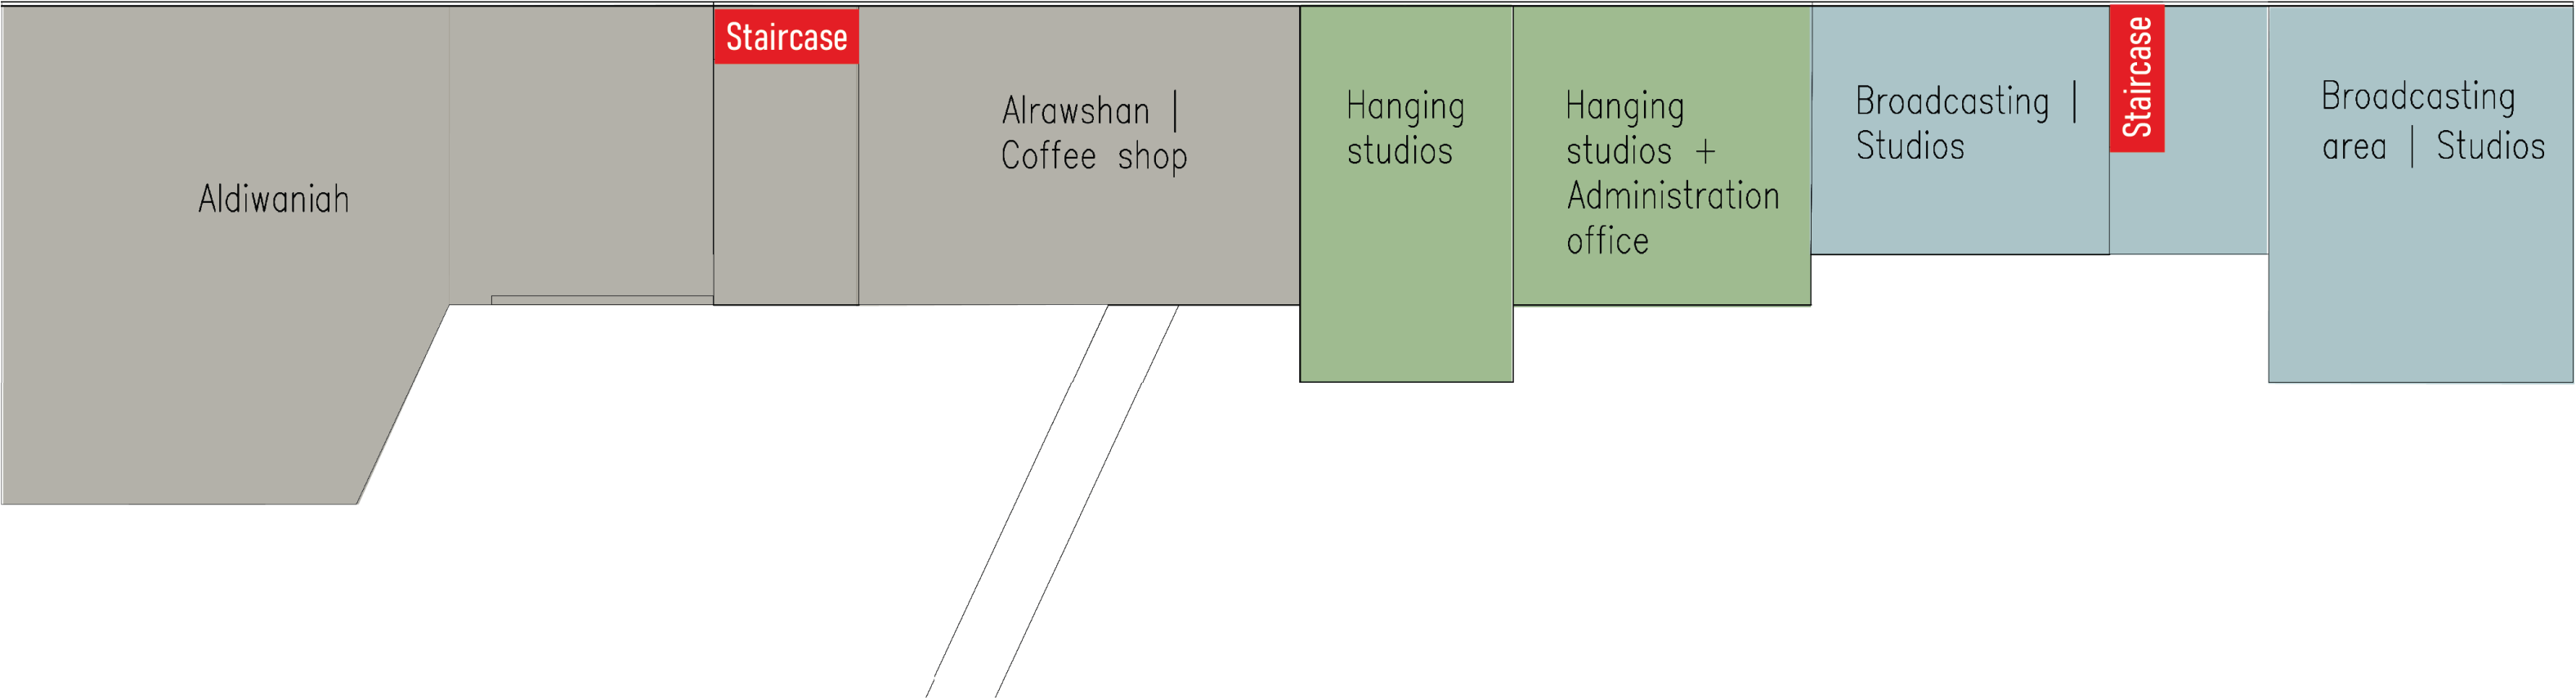 Aldiwaniah
Staircase
Alrawshan |
Coffee shop
Hanging
studios
Hanging
studios +
Administration
office
Broadcasting |
Studios
Staircase
Broadcasting
area | Studios